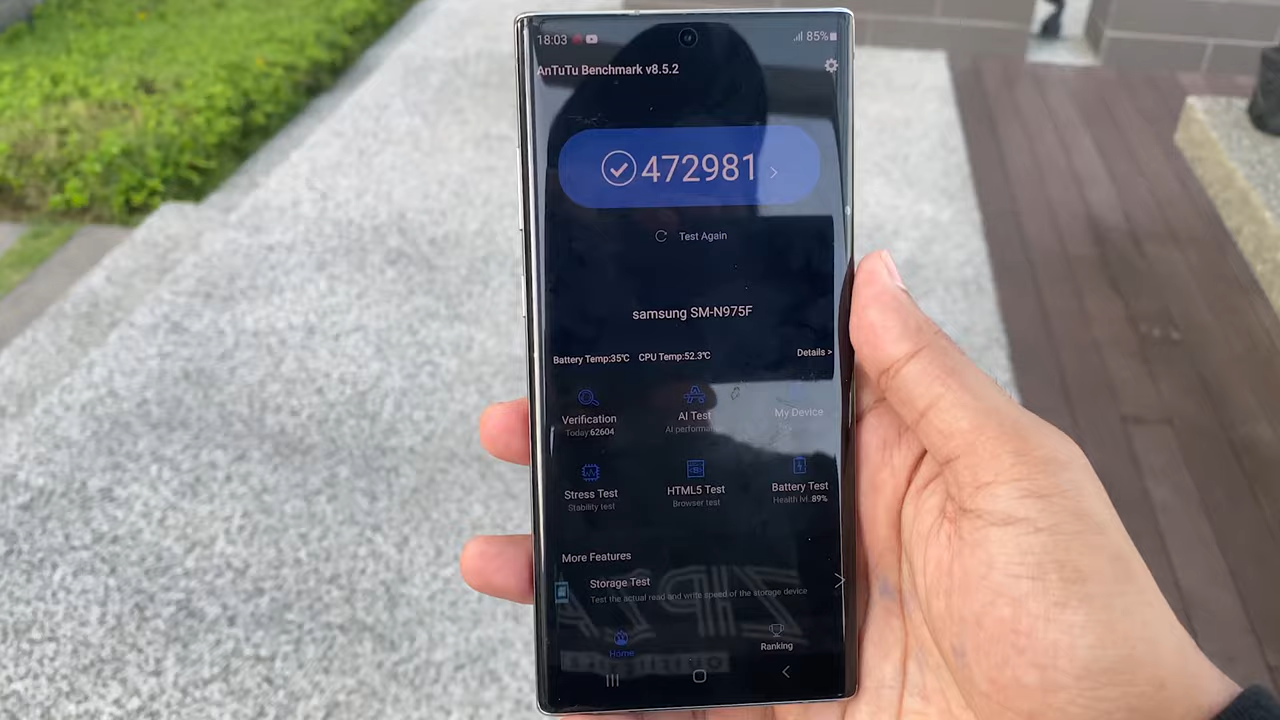 18:03 85%
AnTuTu Benchmark v8.5.2
472981 >
Test Again
samsung SM-N975F
Battery Temp:35℃ CPU Temp:52.3℃ Details >
Verification AI Test My Device
Today:62604 AI performance
Stress Test HTML5 Test Battery Test
Stability test Browser test Health lvl..89%
More Features
Storage Test
Test the actual read and write speed of the storage device
Home Ranking